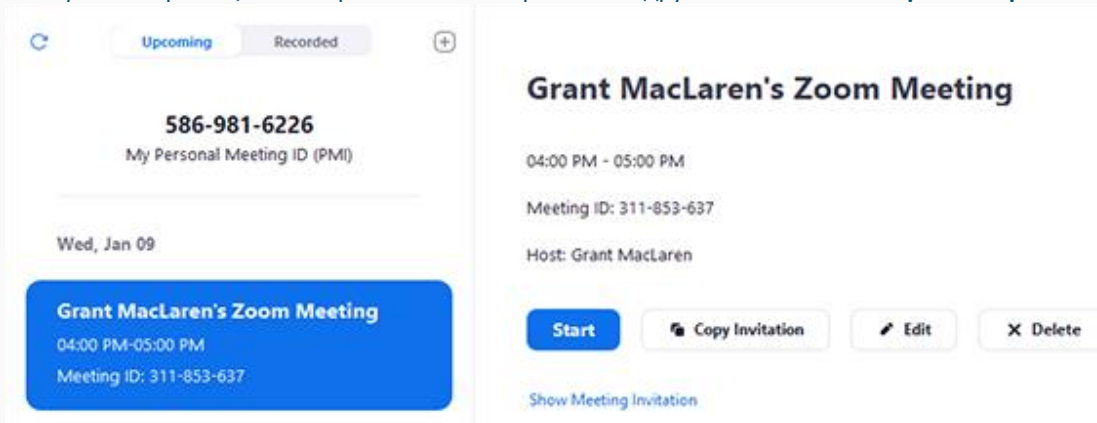 Upcoming
Recorded
586-981-6226
My Personal Meeting ID (PMI)
Wed, Jan 09
Grant MacLaren's Zoom Meeting
04:00 PM-05:00 PM
Meeting ID: 311-853-637
Grant MacLaren's Zoom Meeting
04:00 PM - 05:00 PM
Meeting ID: 311-853-637
Host: Grant MacLaren
Start
Copy Invitation
Edit
Delete
Show Meeting Invitation